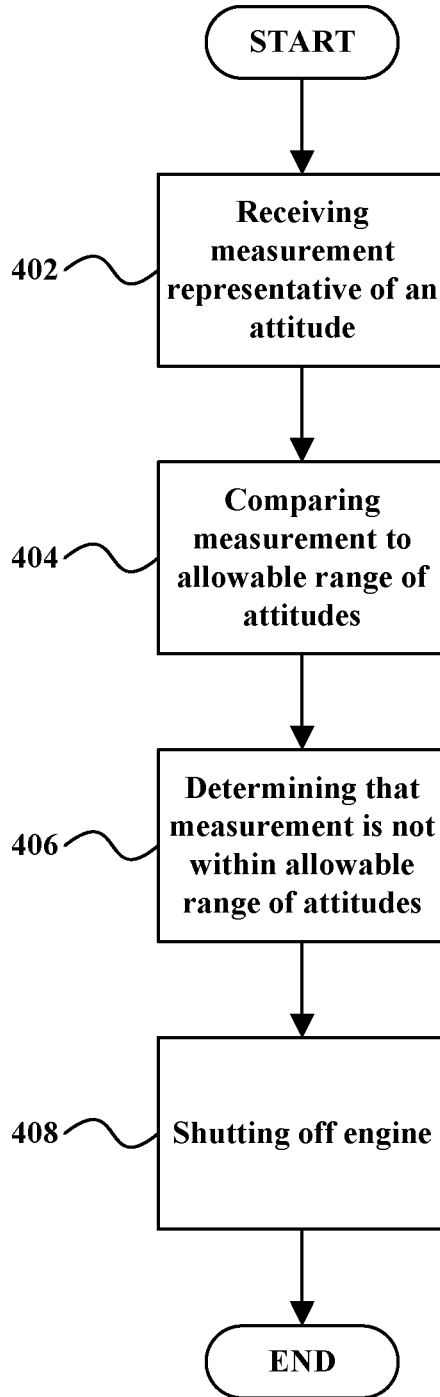 START
402
Receiving
measurement
representative of an
attitude
404
Comparing
measurement to
allowable range of
attitudes
406
Determining that
measurement is not
within allowable
range of attitudes
408
Shutting off engine
END